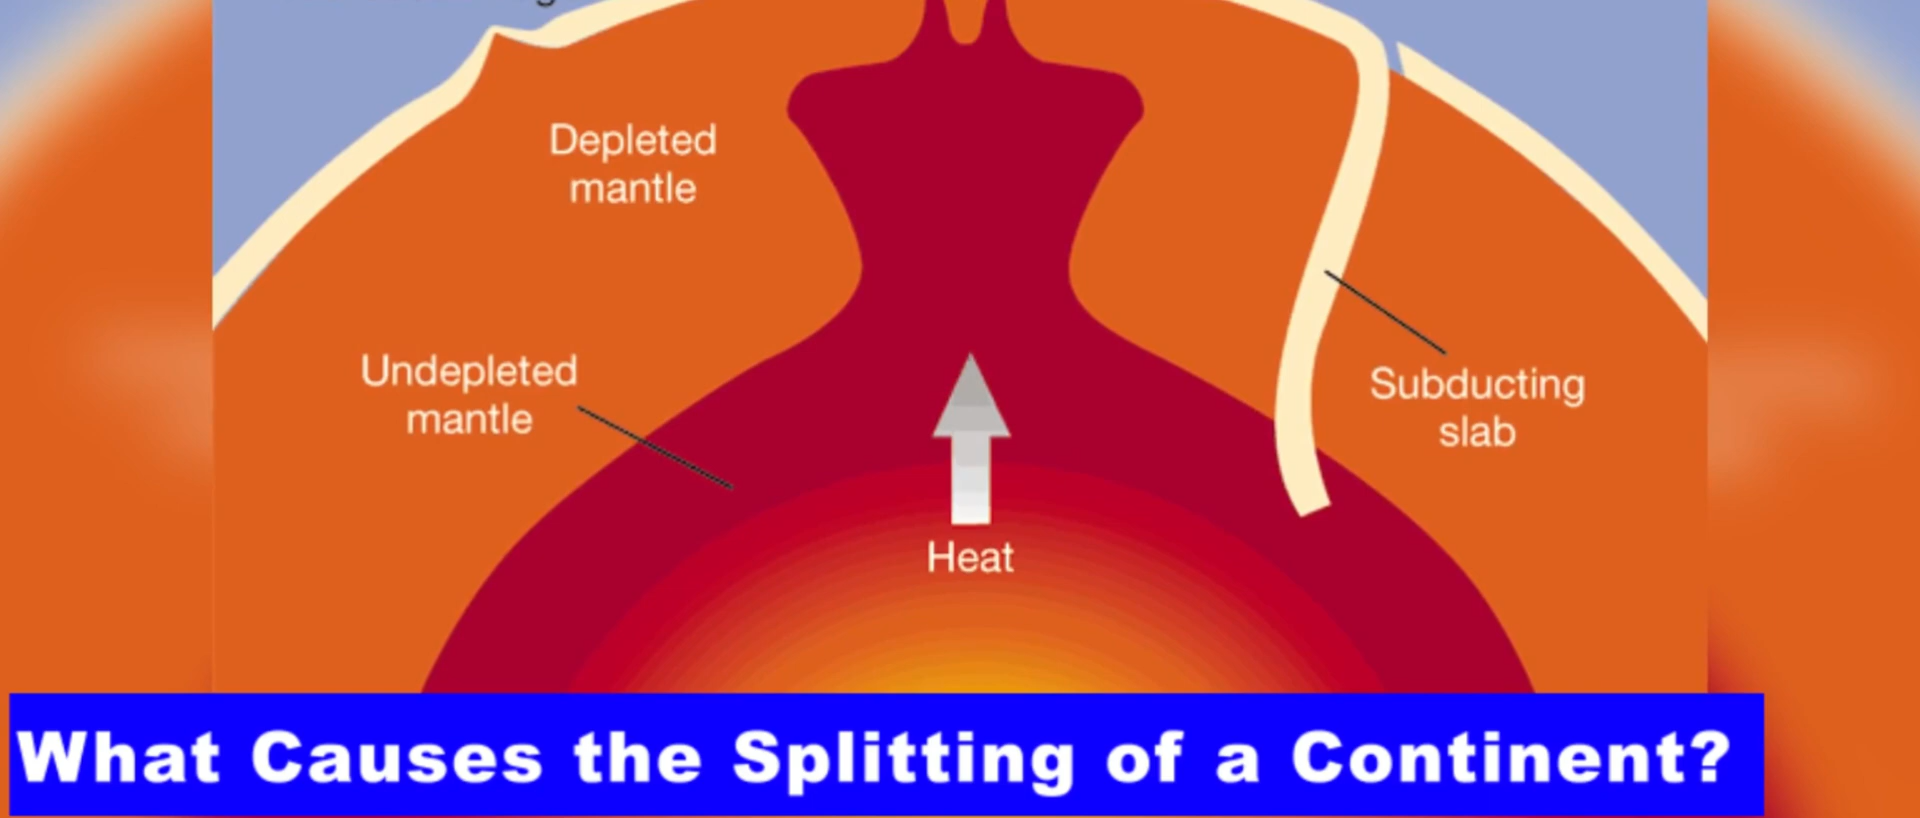 Depleted
mantle
Undepleted
mantle
Subducting
slab
Heat
What Causes the Splitting of a Continent?